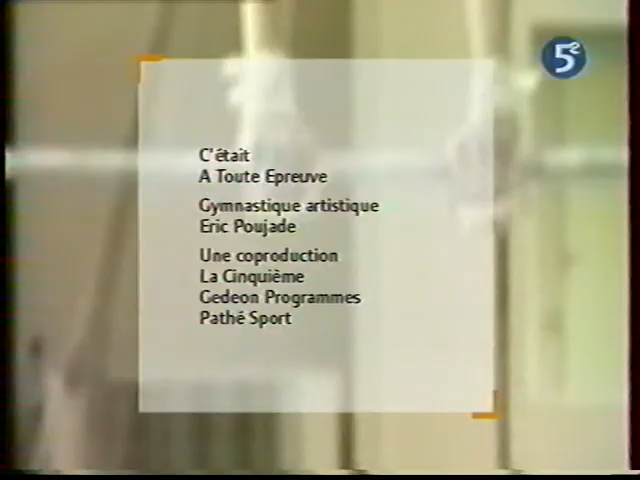 5e
C'était
A Toute Epreuve
Gymnastique artistique
Eric Poujade
Une coproduction
La Cinquième
Gedeon Programmes
Pathé Sport